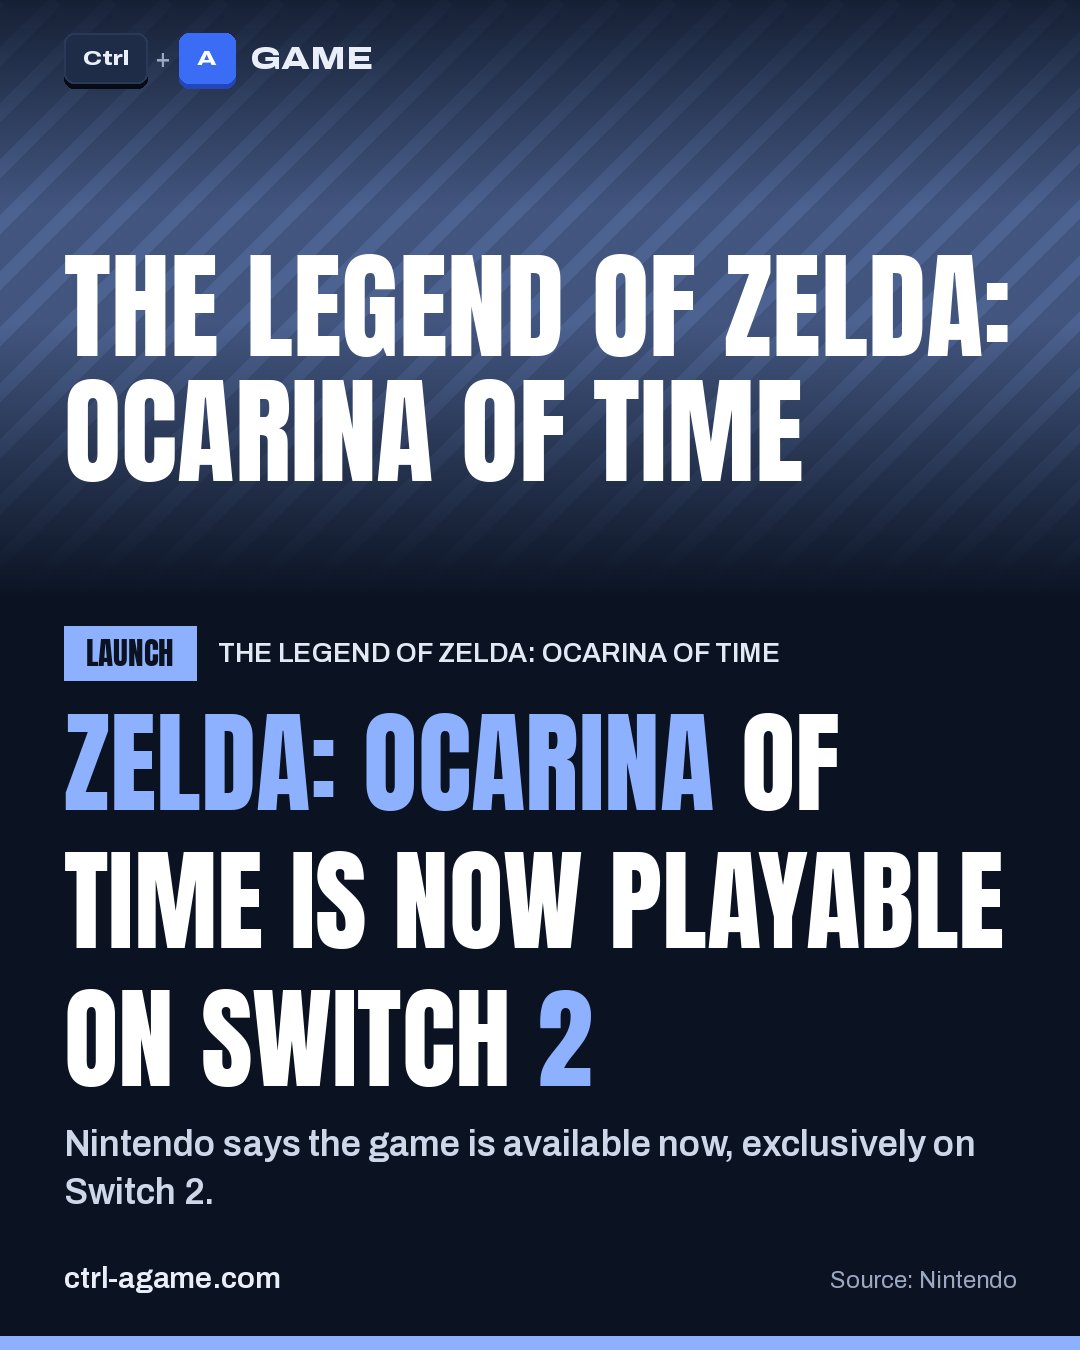 Ctrl + A GAME
THE LEGEND OF ZELDA:
OCARINA OF TIME
LAUNCH THE LEGEND OF ZELDA: OCARINA OF TIME
ZELDA: OCARINA OF
TIME IS NOW PLAYABLE
ON SWITCH 2
Nintendo says the game is available now, exclusively on
Switch 2.
ctrl-agame.com Source: Nintendo